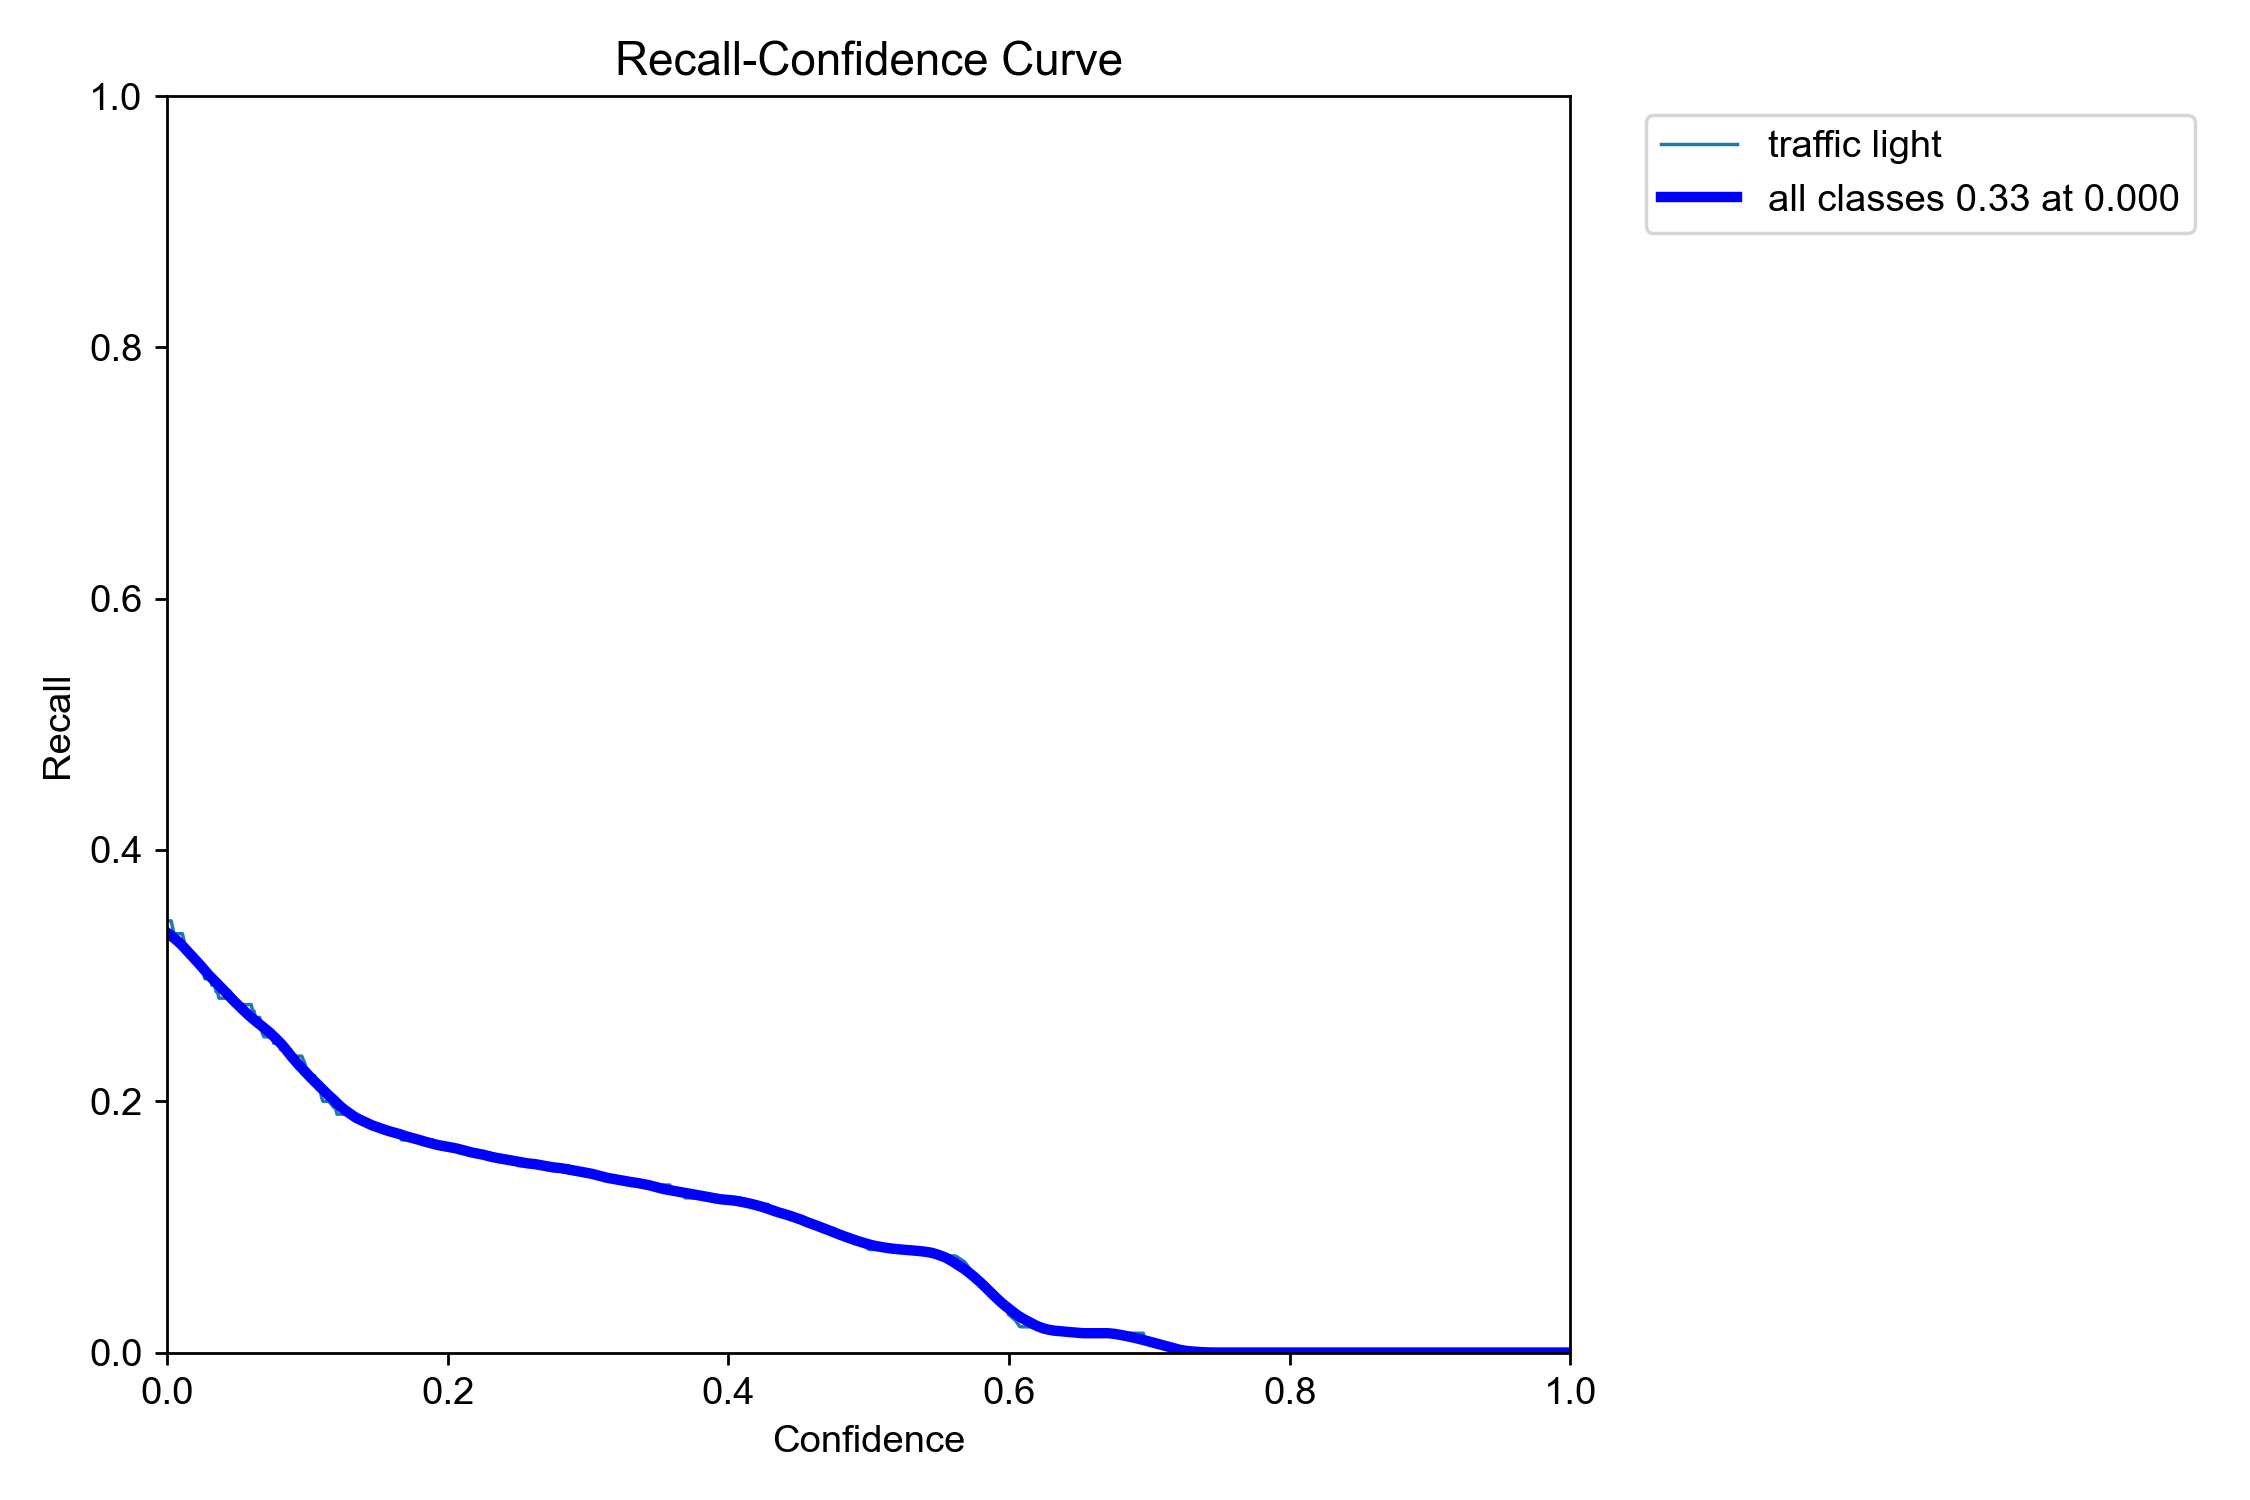 Recall-Confidence Curve
1.0
0.8
0.6
0.4
0.2
0.0
Recall
0.0 0.2 0.4 0.6 0.8 1.0
Confidence
traffic light
all classes 0.33 at 0.000